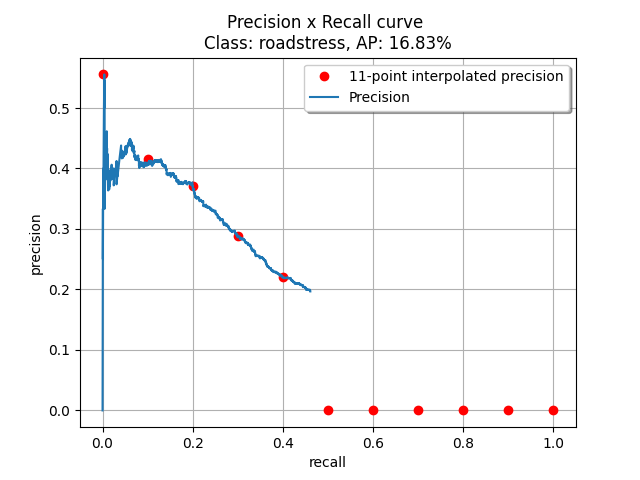 Precision x Recall curve
Class: roadstress, AP: 16.83%
11-point interpolated precision
Precision
0.5
0.4
0.3
0.2
0.1
0.0
precision
0.0 0.2 0.4 0.6 0.8 1.0
recall